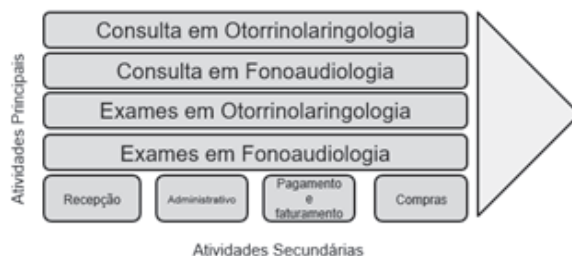 Atividades Principais
Consulta em Otorrinolaringologia
Consulta em Fonoaudiologia
Exames em Otorrinolaringologia
Exames em Fonoaudiologia
Recepção
Administrativo
Pagamento
e
faturamento
Compras
Atividades Secundárias